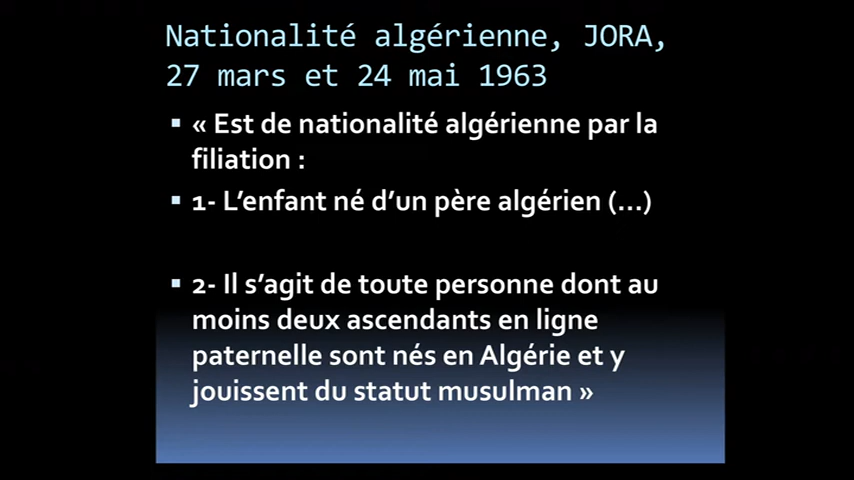 Nationalité algérienne, JORA,
27 mars et 24 mai 1963
▪ « Est de nationalité algérienne par la
filiation :
▪ 1- L’enfant né d’un père algérien (…)
▪ 2- Il s’agit de toute personne dont au
moins deux ascendants en ligne
paternelle sont nés en Algérie et y
jouissent du statut musulman »